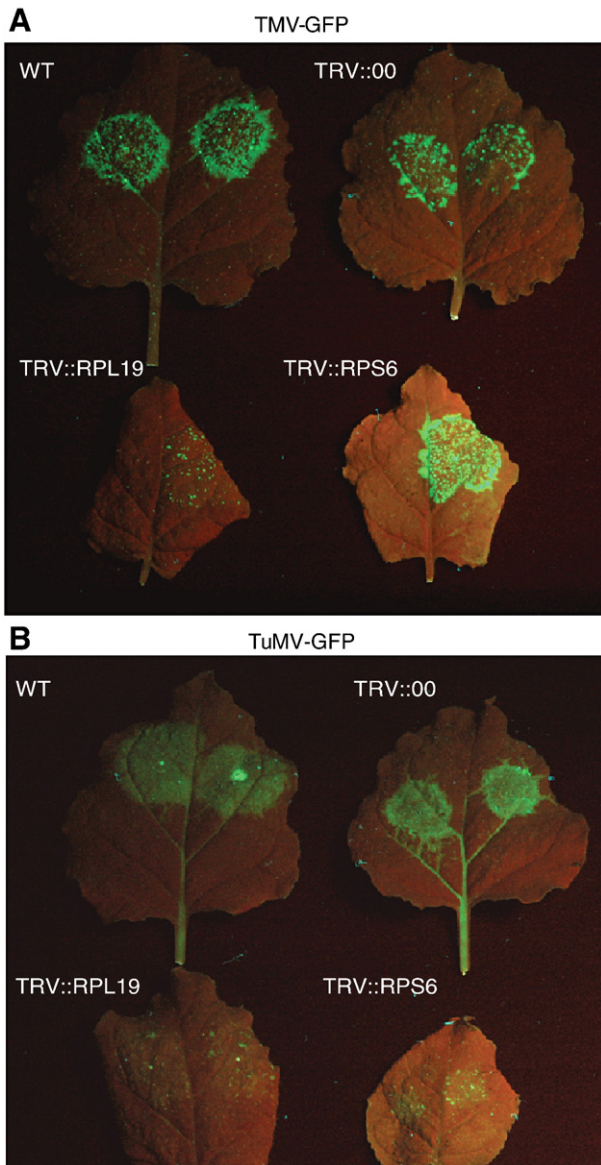 A
TMV-GFP
WT
TRV::00
TRV::RPL19
TRV::RPS6
B
TuMV-GFP
WT
TRV::00
TRV::RPL19
TRV::RPS6